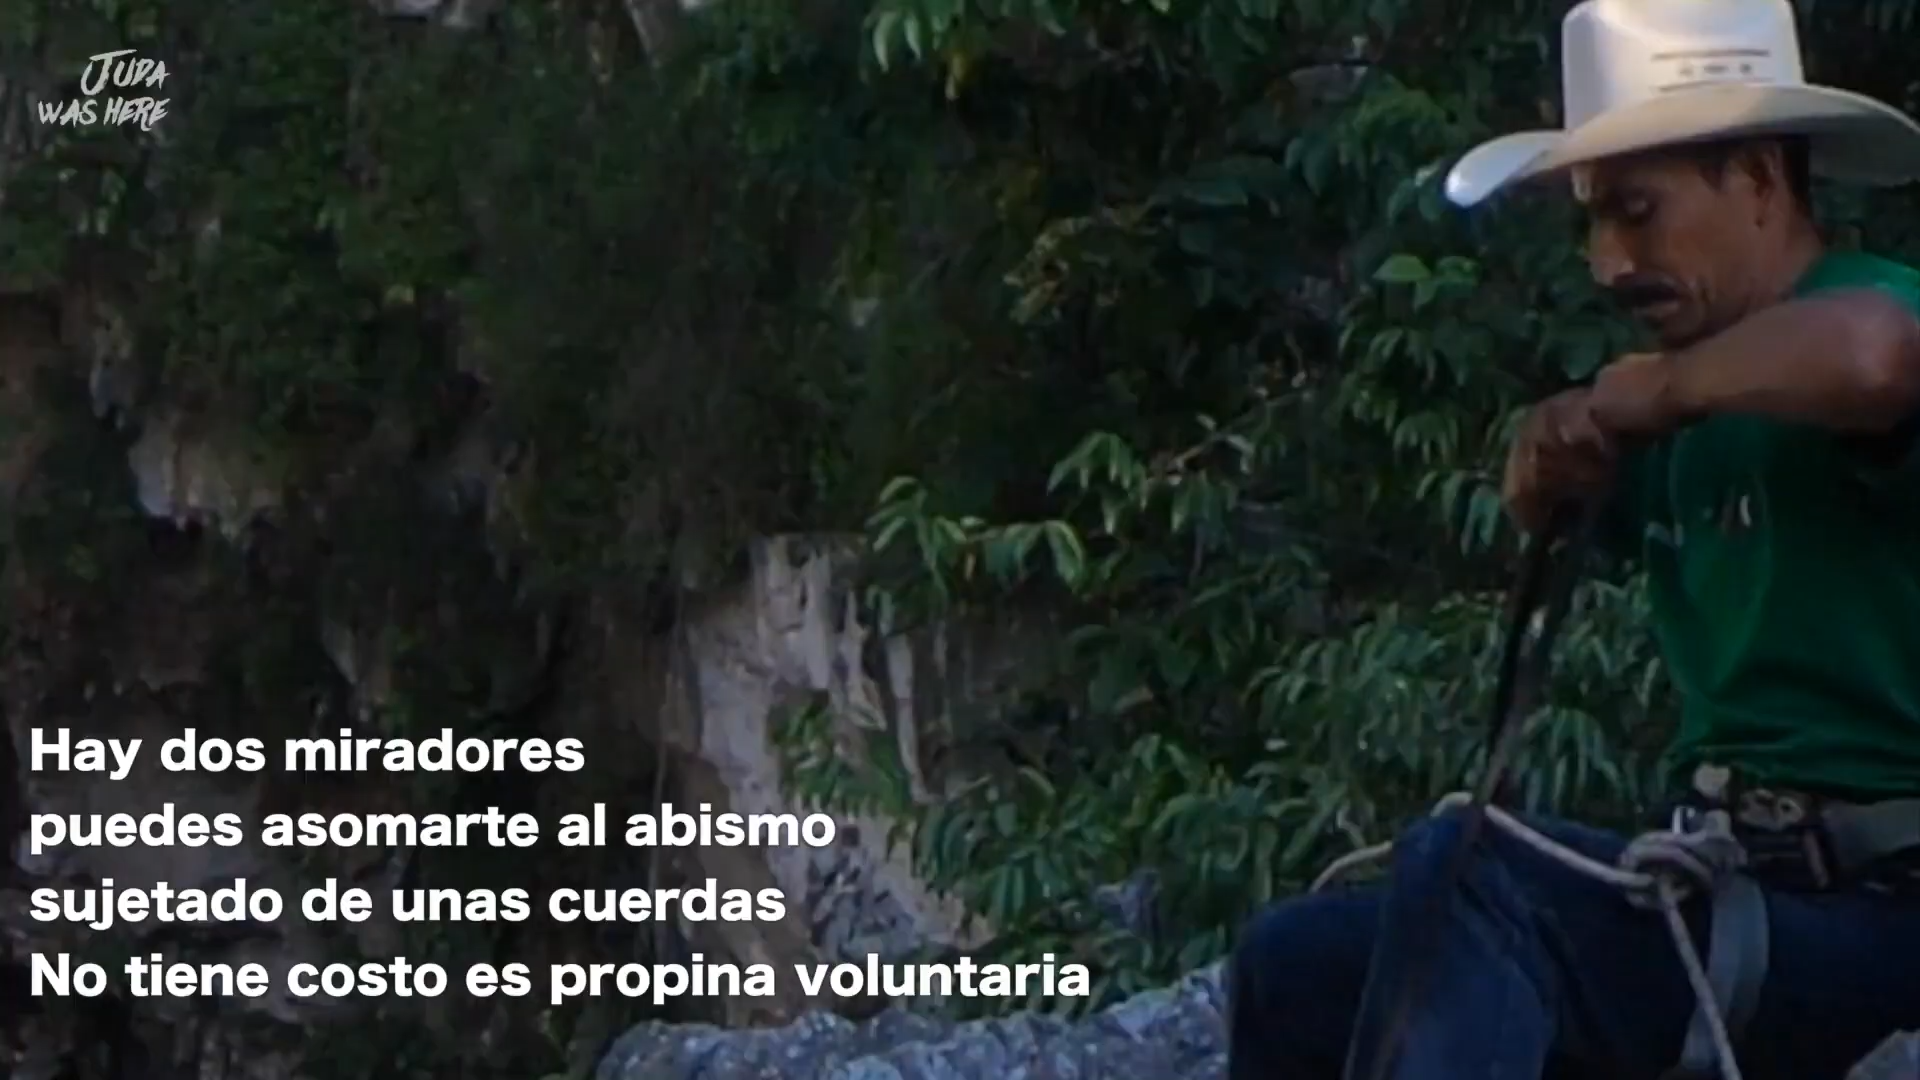 JUDA
WAS HERE
Hay dos miradores
puedes asomarte al abismo
sujetado de unas cuerdas
No tiene costo es propina voluntaria